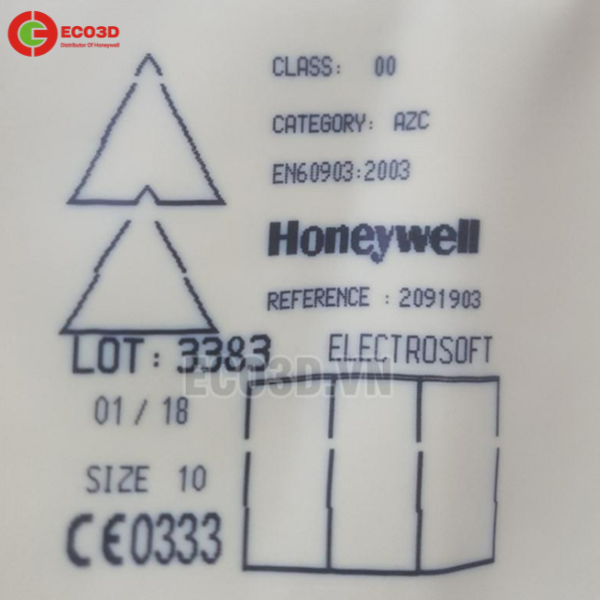 ECO3D
Distributor Of Honeywell
CLASS: 00
CATEGORY: AZC
EN60903:2003
Honeywell
REFERENCE : 2091903
LOT: 3383
ELECTROSOFT
ECO3D.VN
01 / 18
SIZE 10
CE0333